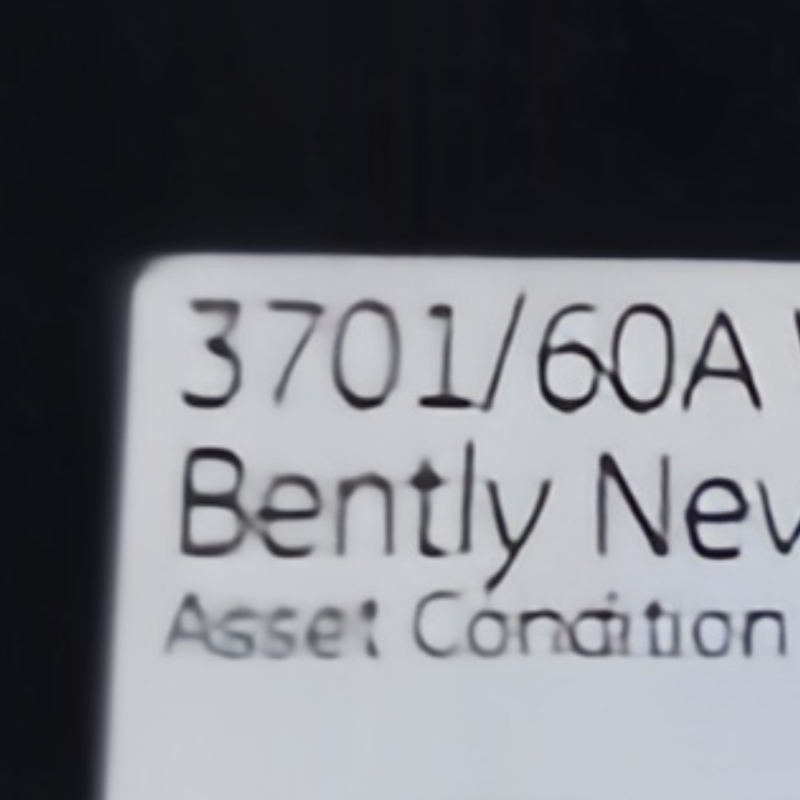 3701/60A
Bently Nev
Asset Condition